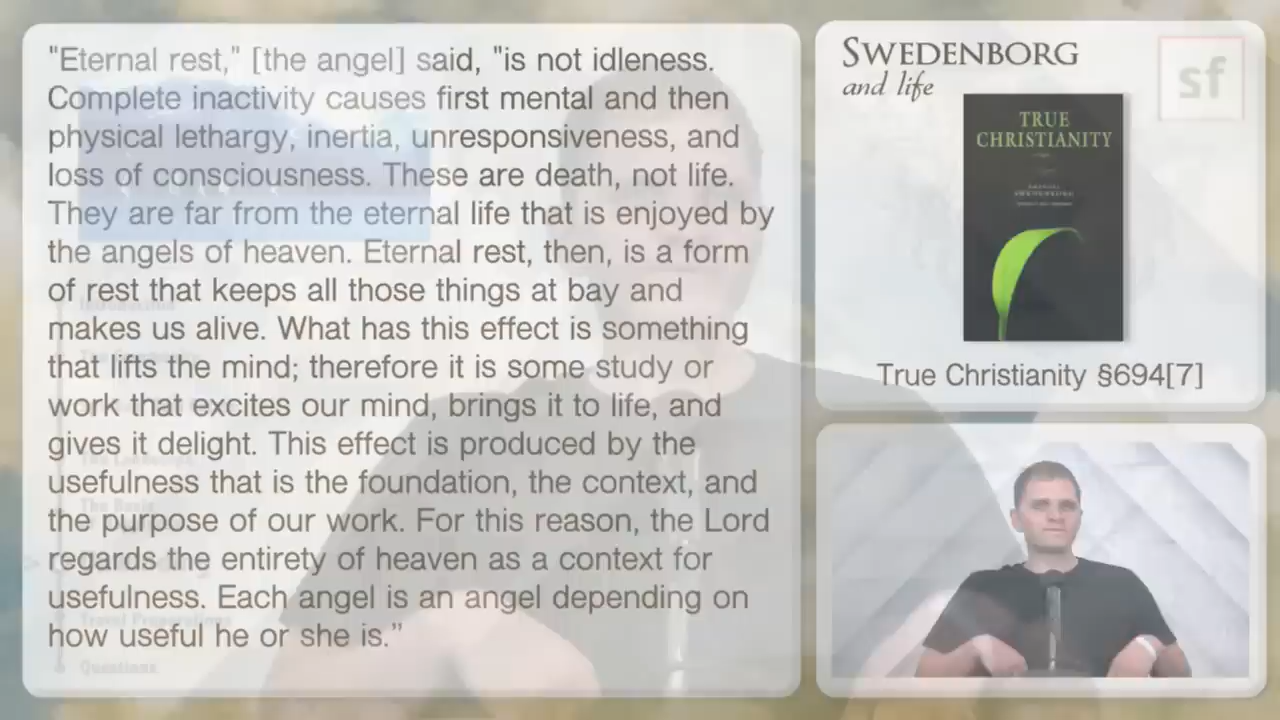 "Eternal rest," [the angel] said, "is not idleness.
Complete inactivity causes first mental and then
physical lethargy, inertia, unresponsiveness, and
loss of consciousness. These are death, not life.
They are far from the eternal life that is enjoyed by
the angels of heaven. Eternal rest, then, is a form
of rest that keeps all those things at bay and
makes us alive. What has this effect is something
that lifts the mind; therefore it is some study or
work that excites our mind, brings it to life, and
gives it delight. This effect is produced by the
usefulness that is the foundation, the context, and
the purpose of our work. For this reason, the Lord
regards the entirety of heaven as a context for
usefulness. Each angel is an angel depending on
how useful he or she is.”
Travel Preparations
Questions
SWEDENBORG
and life
sf
TRUE
CHRISTIANITY
SWEDENBORG
True Christianity §694[7]